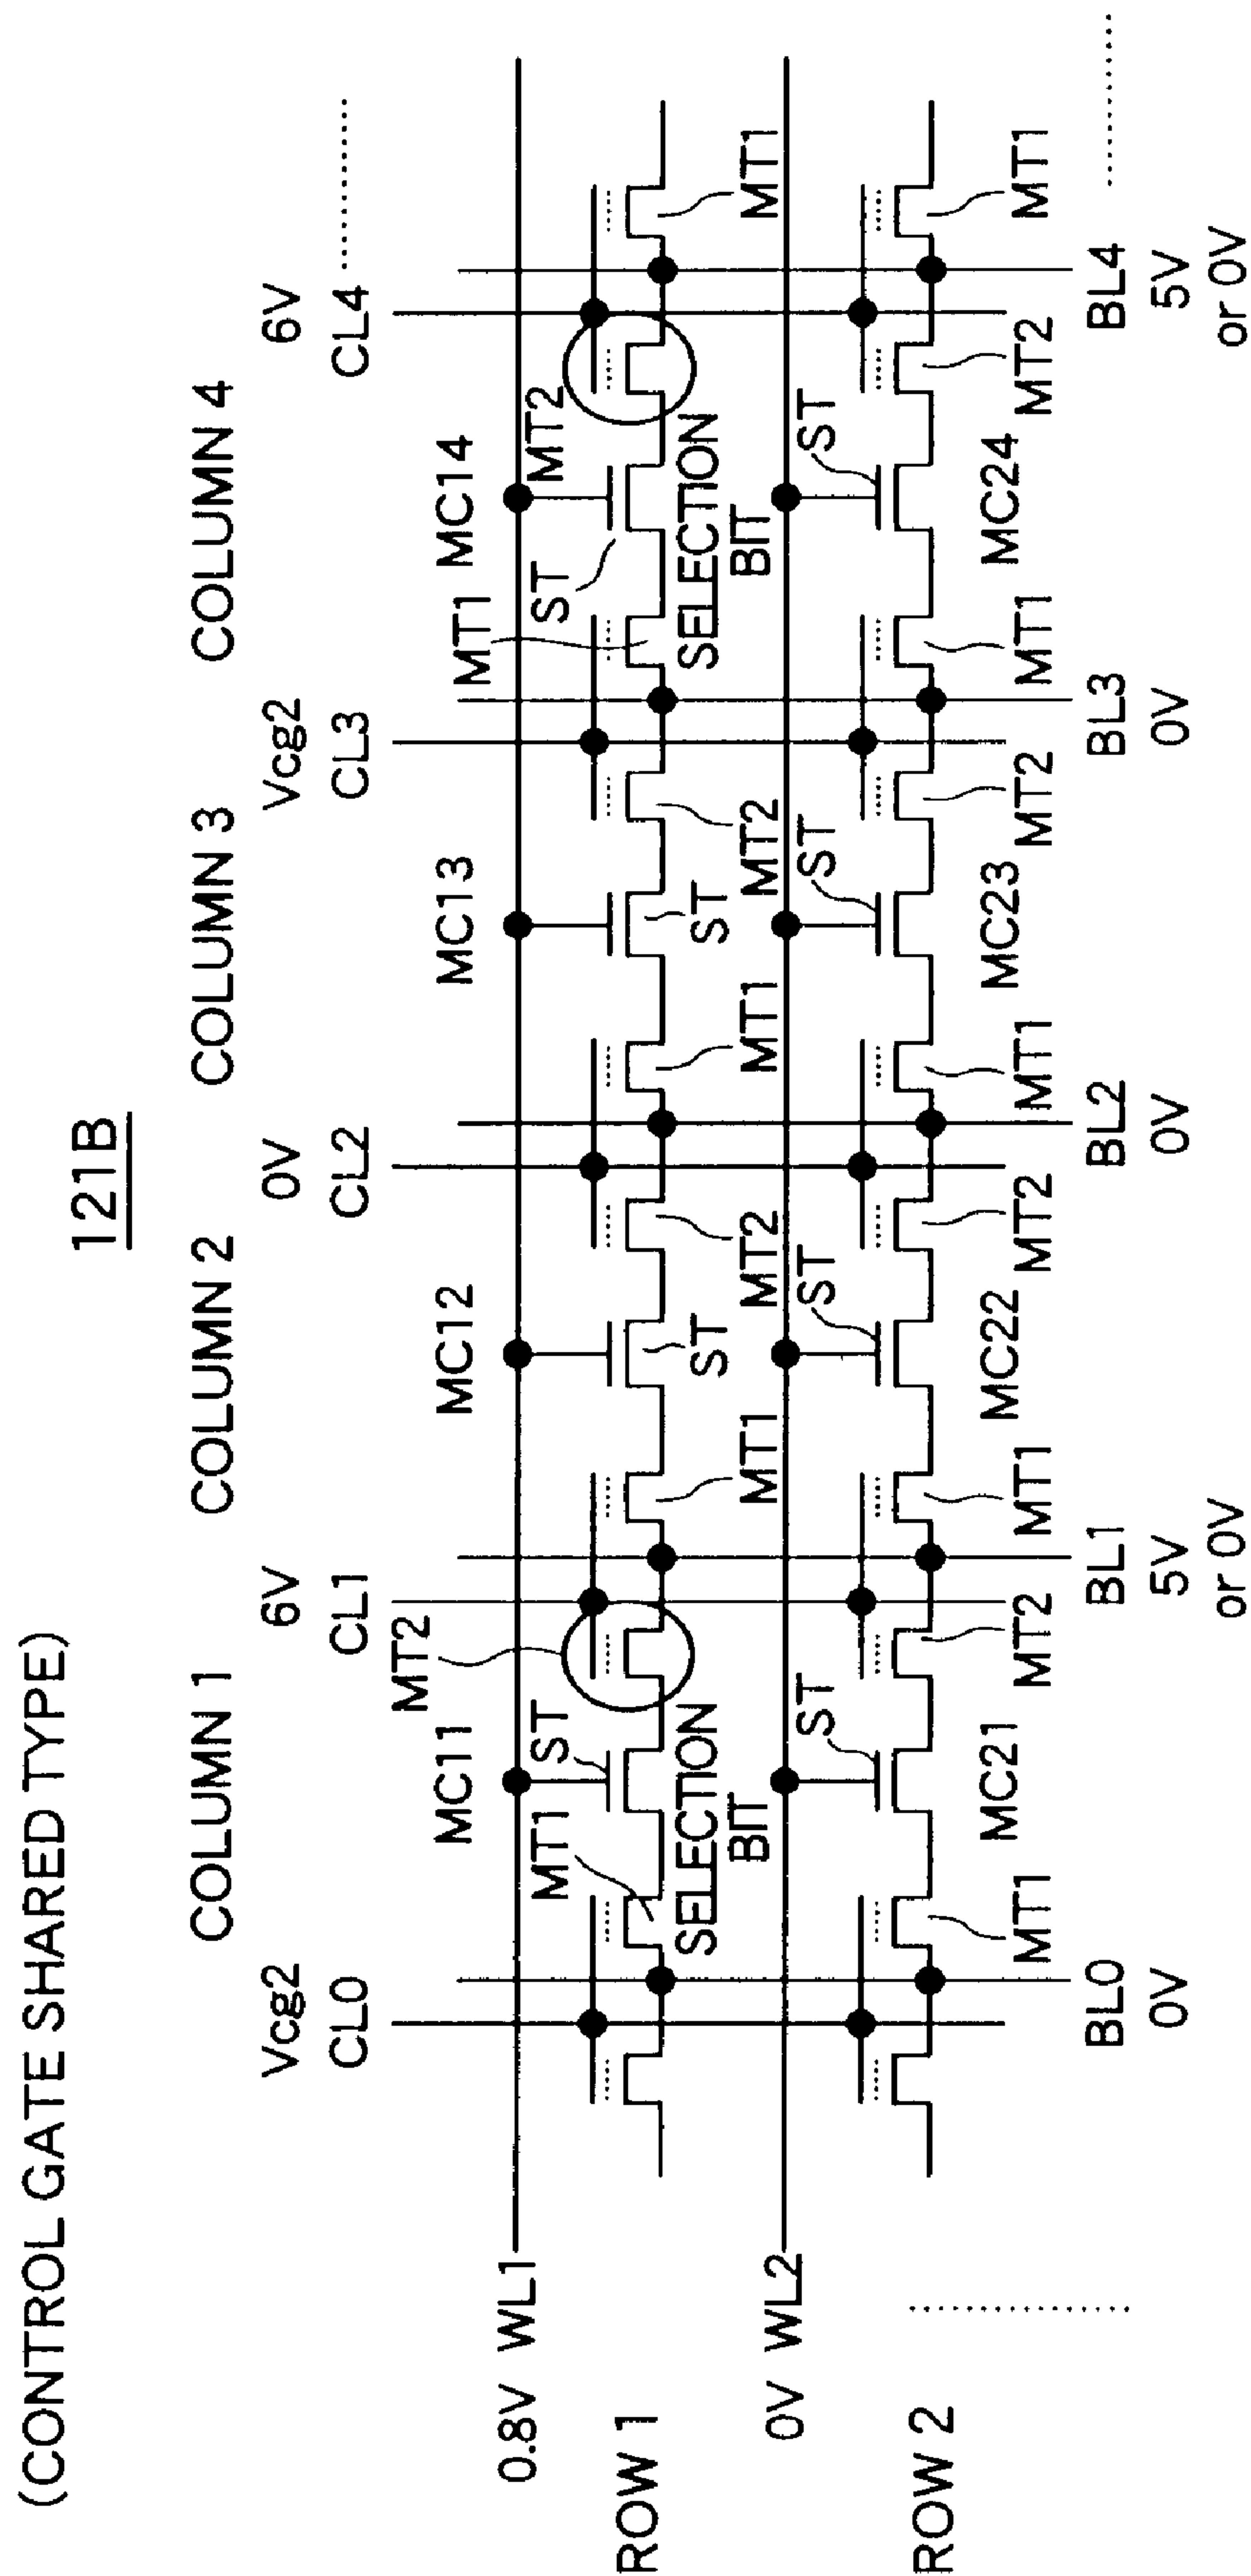 (CONTROL GATE SHARED TYPE)
121B
COLUMN 1 COLUMN 2 COLUMN 3 COLUMN 4
Vcg2 6V 0V Vcg2 6V
CL0 CL1 CL2 CL3 CL4
MT2
MC11 MC12 MC13 MC14
MT1
0.8V WL1
MT1 ST ST MT2
ROW 1
SELECTION ST ST SELECTION
BIT MT1 MT2 MT1 MT2 BIT MT1
0V WL2
ST ST ST ST
ROW 2
MC21 MC22 MC23 MC24
MT1 MT2 MT1 MT2 MT1 MT2 MT1 MT2 MT1
BL0 BL1 BL2 BL3 BL4
0V 5V 0V 0V 5V
or 0V or 0V